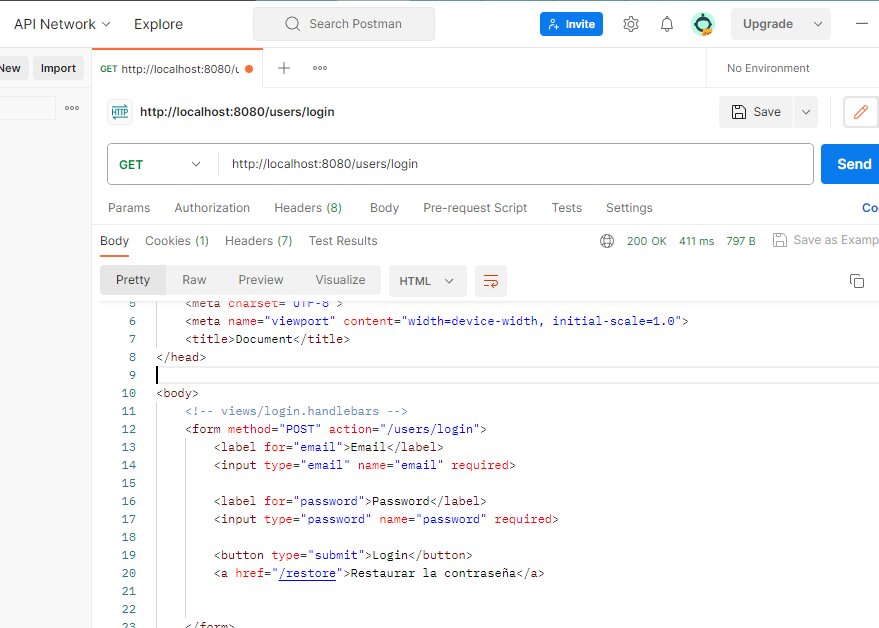 API Network Explore Search Postman Invite Upgrade
New Import GET http://localhost:8080/u No Environment
HTTP http://localhost:8080/users/login Save
GET http://localhost:8080/users/login Send
Params Authorization Headers (8) Body Pre-request Script Tests Settings Co
Body Cookies (1) Headers (7) Test Results 200 OK 411 ms 797 B Save as Examp
Pretty Raw Preview Visualize HTML
5 <meta charset="UTF-8">
6 <meta name="viewport" content="width=device-width, initial-scale=1.0">
7 <title>Document</title>
8 </head>
9
10 <body>
11 <!-- views/login.handlebars -->
12 <form method="POST" action="/users/login">
13 <label for="email">Email</label>
14 <input type="email" name="email" required>
15
16 <label for="password">Password</label>
17 <input type="password" name="password" required>
18
19 <button type="submit">Login</button>
20 <a href="/restore">Restaurar la contraseña</a>
21
22
23 </form>